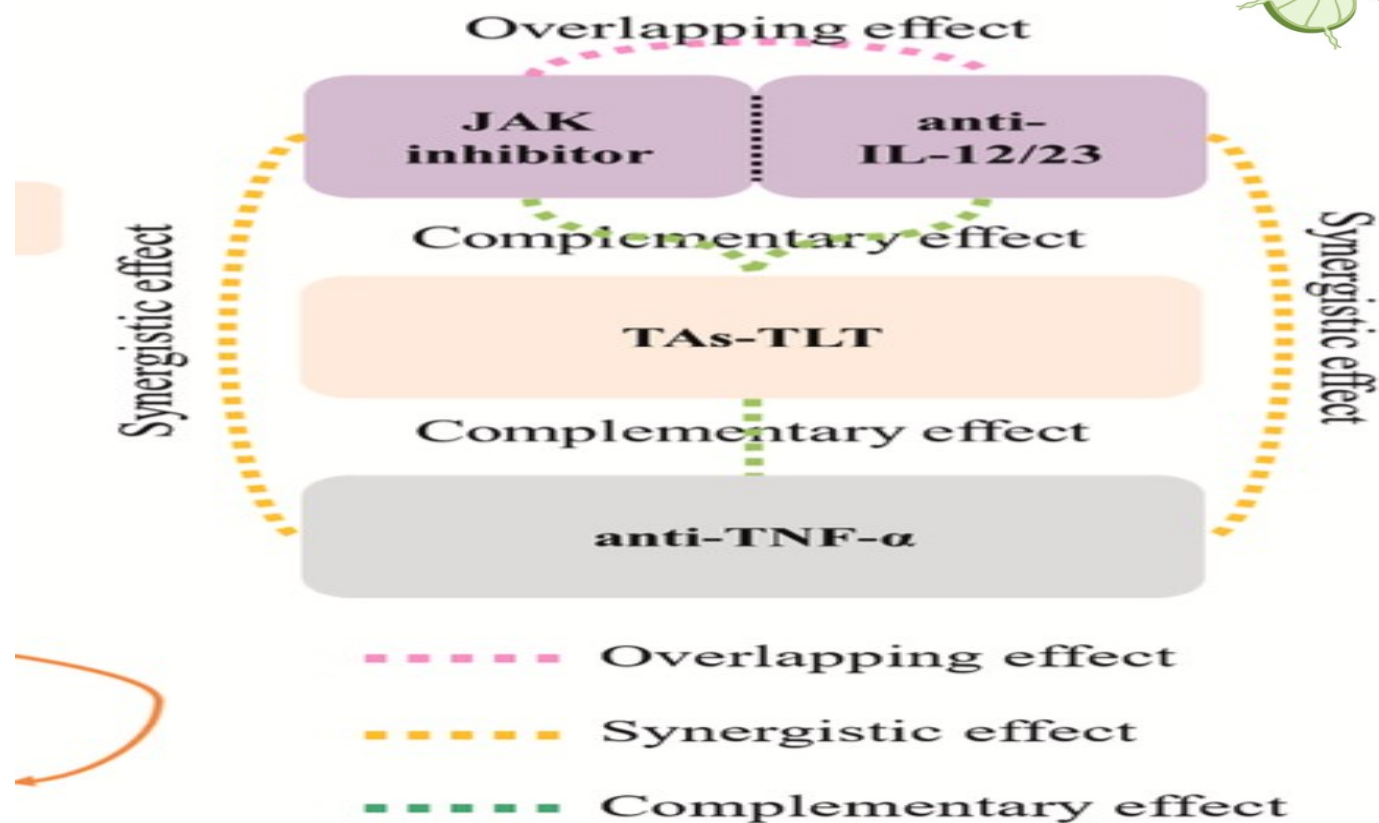 Overlapping effect
JAK
inhibitor
anti-
IL-12/23
Synergistic effect
Synergistic effect
Complementary effect
TAs-TLT
Complementary effect
anti-TNF-α
Overlapping effect
Synergistic effect
Complementary effect